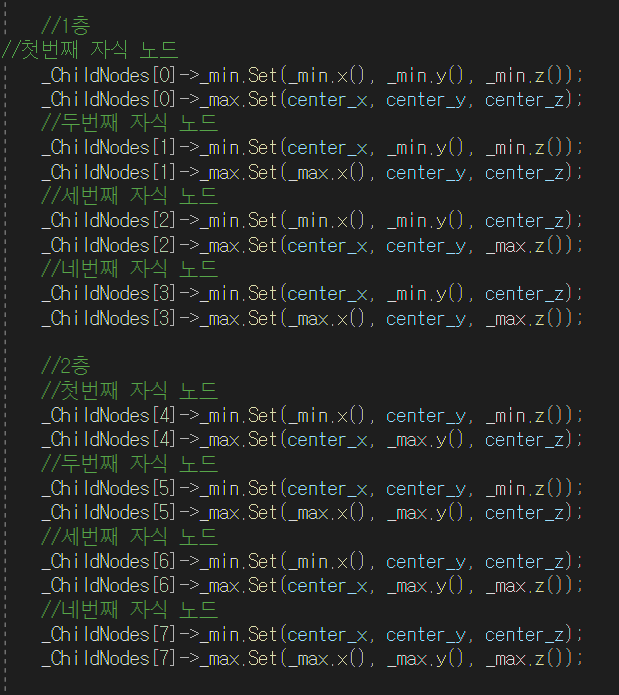 //1층
//첫번째 자식 노드
_ChildNodes[0]->_min.Set(_min.x(), _min.y(), _min.z());
_ChildNodes[0]->_max.Set(center_x, center_y, center_z);
//두번째 자식 노드
_ChildNodes[1]->_min.Set(center_x, _min.y(), _min.z());
_ChildNodes[1]->_max.Set(_max.x(), center_y, center_z);
//세번째 자식 노드
_ChildNodes[2]->_min.Set(_min.x(), _min.y(), center_z);
_ChildNodes[2]->_max.Set(center_x, center_y, _max.z());
//네번째 자식 노드
_ChildNodes[3]->_min.Set(center_x, _min.y(), center_z);
_ChildNodes[3]->_max.Set(_max.x(), center_y, _max.z());
//2층
//첫번째 자식 노드
_ChildNodes[4]->_min.Set(_min.x(), center_y, _min.z());
_ChildNodes[4]->_max.Set(center_x, _max.y(), center_z);
//두번째 자식 노드
_ChildNodes[5]->_min.Set(center_x, center_y, _min.z());
_ChildNodes[5]->_max.Set(_max.x(), _max.y(), center_z);
//세번째 자식 노드
_ChildNodes[6]->_min.Set(_min.x(), center_y, center_z);
_ChildNodes[6]->_max.Set(center_x, _max.y(), _max.z());
//네번째 자식 노드
_ChildNodes[7]->_min.Set(center_x, center_y, center_z);
_ChildNodes[7]->_max.Set(_max.x(), _max.y(), _max.z());